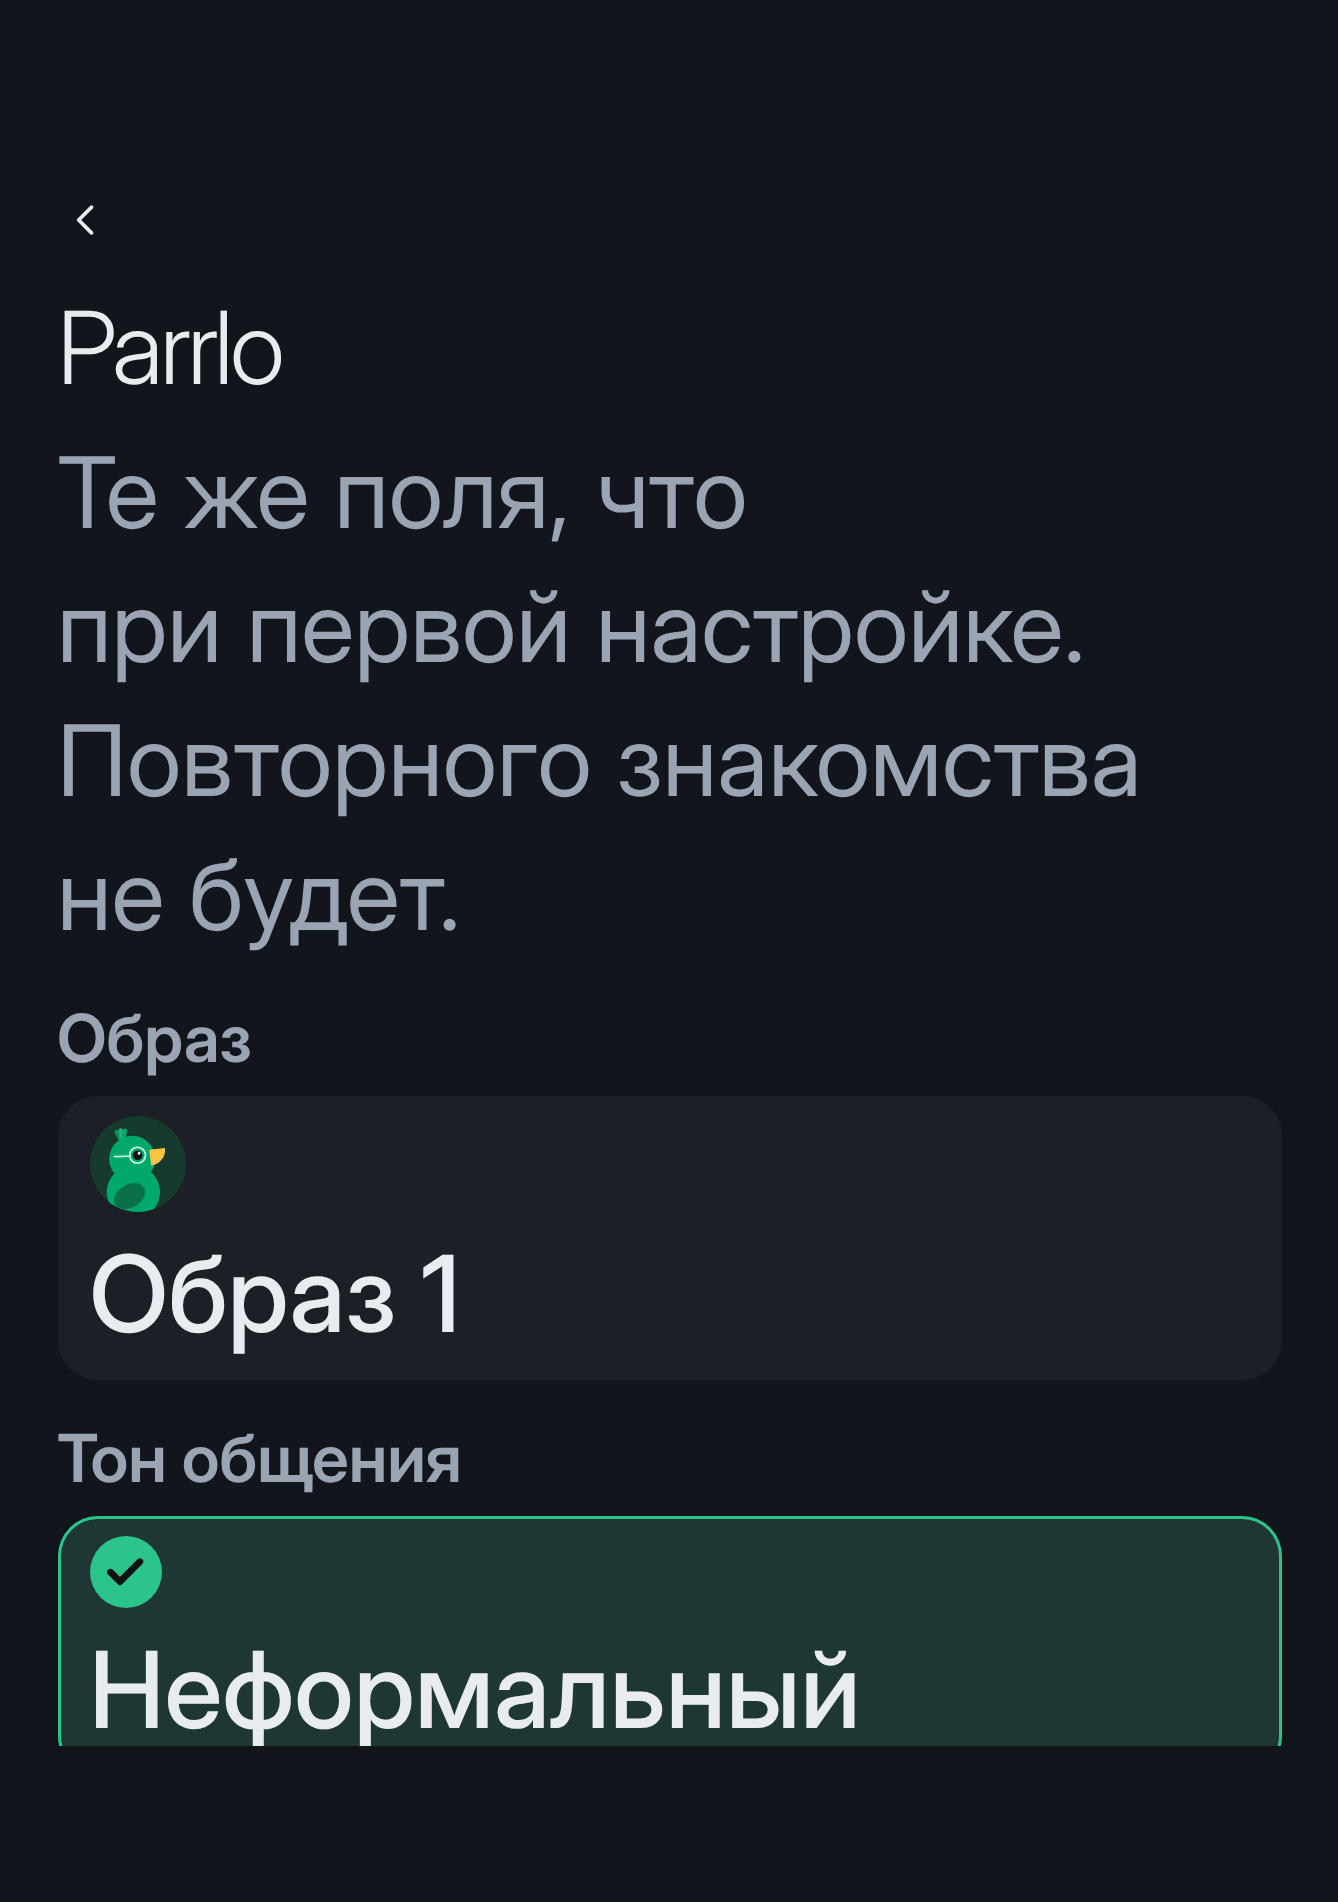 Parrlo
Те же поля, что
при первой настройке.
Повторного знакомства
не будет.
Образ
Образ 1
Тон общения
Неформальный